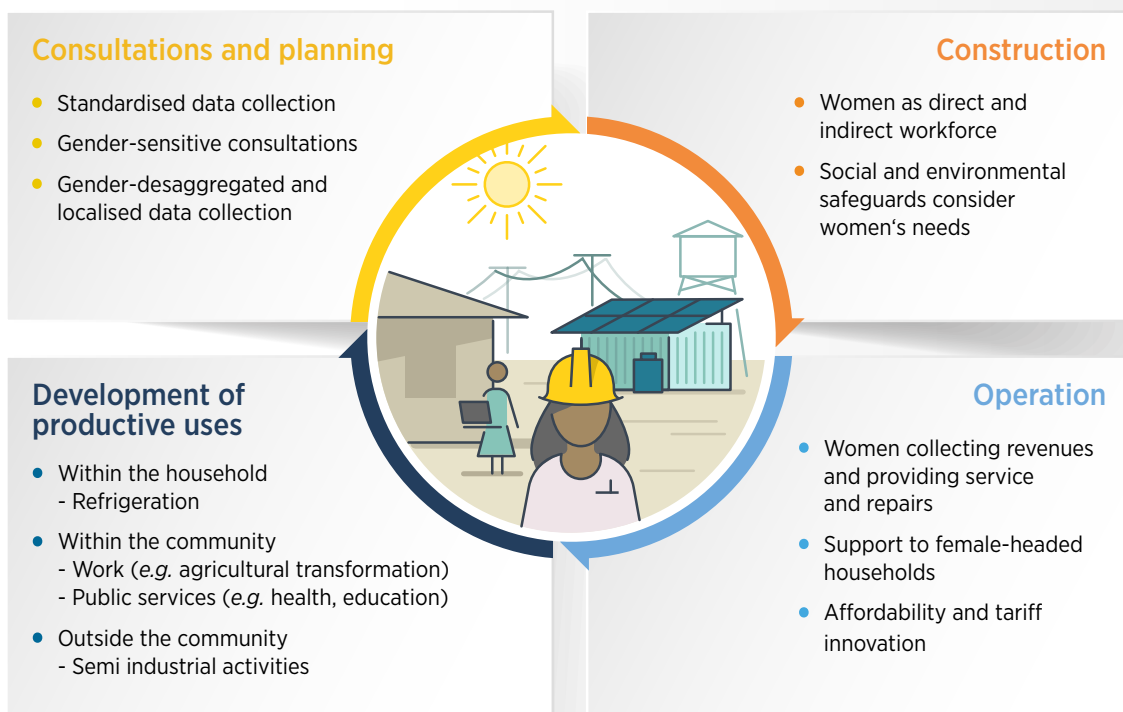 Consultations and planning
Standardised data collection
Gender-sensitive consultations
Gender-desaggregated and
localised data collection
Construction
Women as direct and
indirect workforce
Social and environmental
safeguards consider
women‘s needs
Development of
productive uses
Within the household
- Refrigeration
Within the community
- Work (e.g. agricultural transformation)
- Public services (e.g. health, education)
Outside the community
- Semi industrial activities
Operation
Women collecting revenues
and providing service
and repairs
Support to female-headed
households
Affordability and tariff
innovation